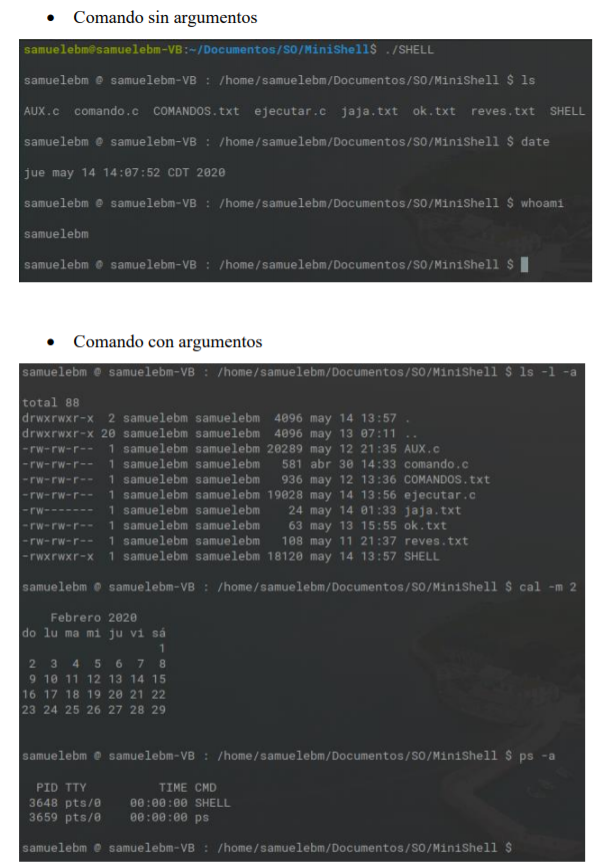 • Comando sin argumentos
samuelebm@samuelebm-VB:~/Documentos/SO/MiniShell$ ./SHELL
samuelebm @ samuelebm-VB : /home/samuelebm/Documentos/SO/MiniShell $ ls
AUX.c  comando.c  COMANDOS.txt  ejecutar.c  jaja.txt  ok.txt  reves.txt  SHELL
samuelebm @ samuelebm-VB : /home/samuelebm/Documentos/SO/MiniShell $ date
jue may 14 14:07:52 CDT 2020
samuelebm @ samuelebm-VB : /home/samuelebm/Documentos/SO/MiniShell $ whoami
samuelebm
samuelebm @ samuelebm-VB : /home/samuelebm/Documentos/SO/MiniShell $
• Comando con argumentos
samuelebm @ samuelebm-VB : /home/samuelebm/Documentos/SO/MiniShell $ ls -l -a
total 88
drwxrwxr-x  2 samuelebm samuelebm  4096 may 14 13:57 .
drwxrwxr-x 20 samuelebm samuelebm  4096 may 13 07:11 ..
-rw-rw-r--  1 samuelebm samuelebm 20289 may 12 21:35 AUX.c
-rw-rw-r--  1 samuelebm samuelebm   581 abr 30 14:33 comando.c
-rw-rw-r--  1 samuelebm samuelebm   936 may 12 13:36 COMANDOS.txt
-rw-rw-r--  1 samuelebm samuelebm 19028 may 14 13:56 ejecutar.c
-rw-------  1 samuelebm samuelebm    24 may 14 01:33 jaja.txt
-rw-rw-r--  1 samuelebm samuelebm    63 may 13 15:55 ok.txt
-rw-rw-r--  1 samuelebm samuelebm   108 may 11 21:37 reves.txt
-rwxrwxr-x  1 samuelebm samuelebm 18120 may 14 13:57 SHELL
samuelebm @ samuelebm-VB : /home/samuelebm/Documentos/SO/MiniShell $ cal -m 2
Febrero 2020
do lu ma mi ju vi sá
1
2  3  4  5  6  7  8
9 10 11 12 13 14 15
16 17 18 19 20 21 22
23 24 25 26 27 28 29
samuelebm @ samuelebm-VB : /home/samuelebm/Documentos/SO/MiniShell $ ps -a
PID TTY          TIME CMD
3648 pts/0    00:00:00 SHELL
3659 pts/0    00:00:00 ps
samuelebm @ samuelebm-VB : /home/samuelebm/Documentos/SO/MiniShell $